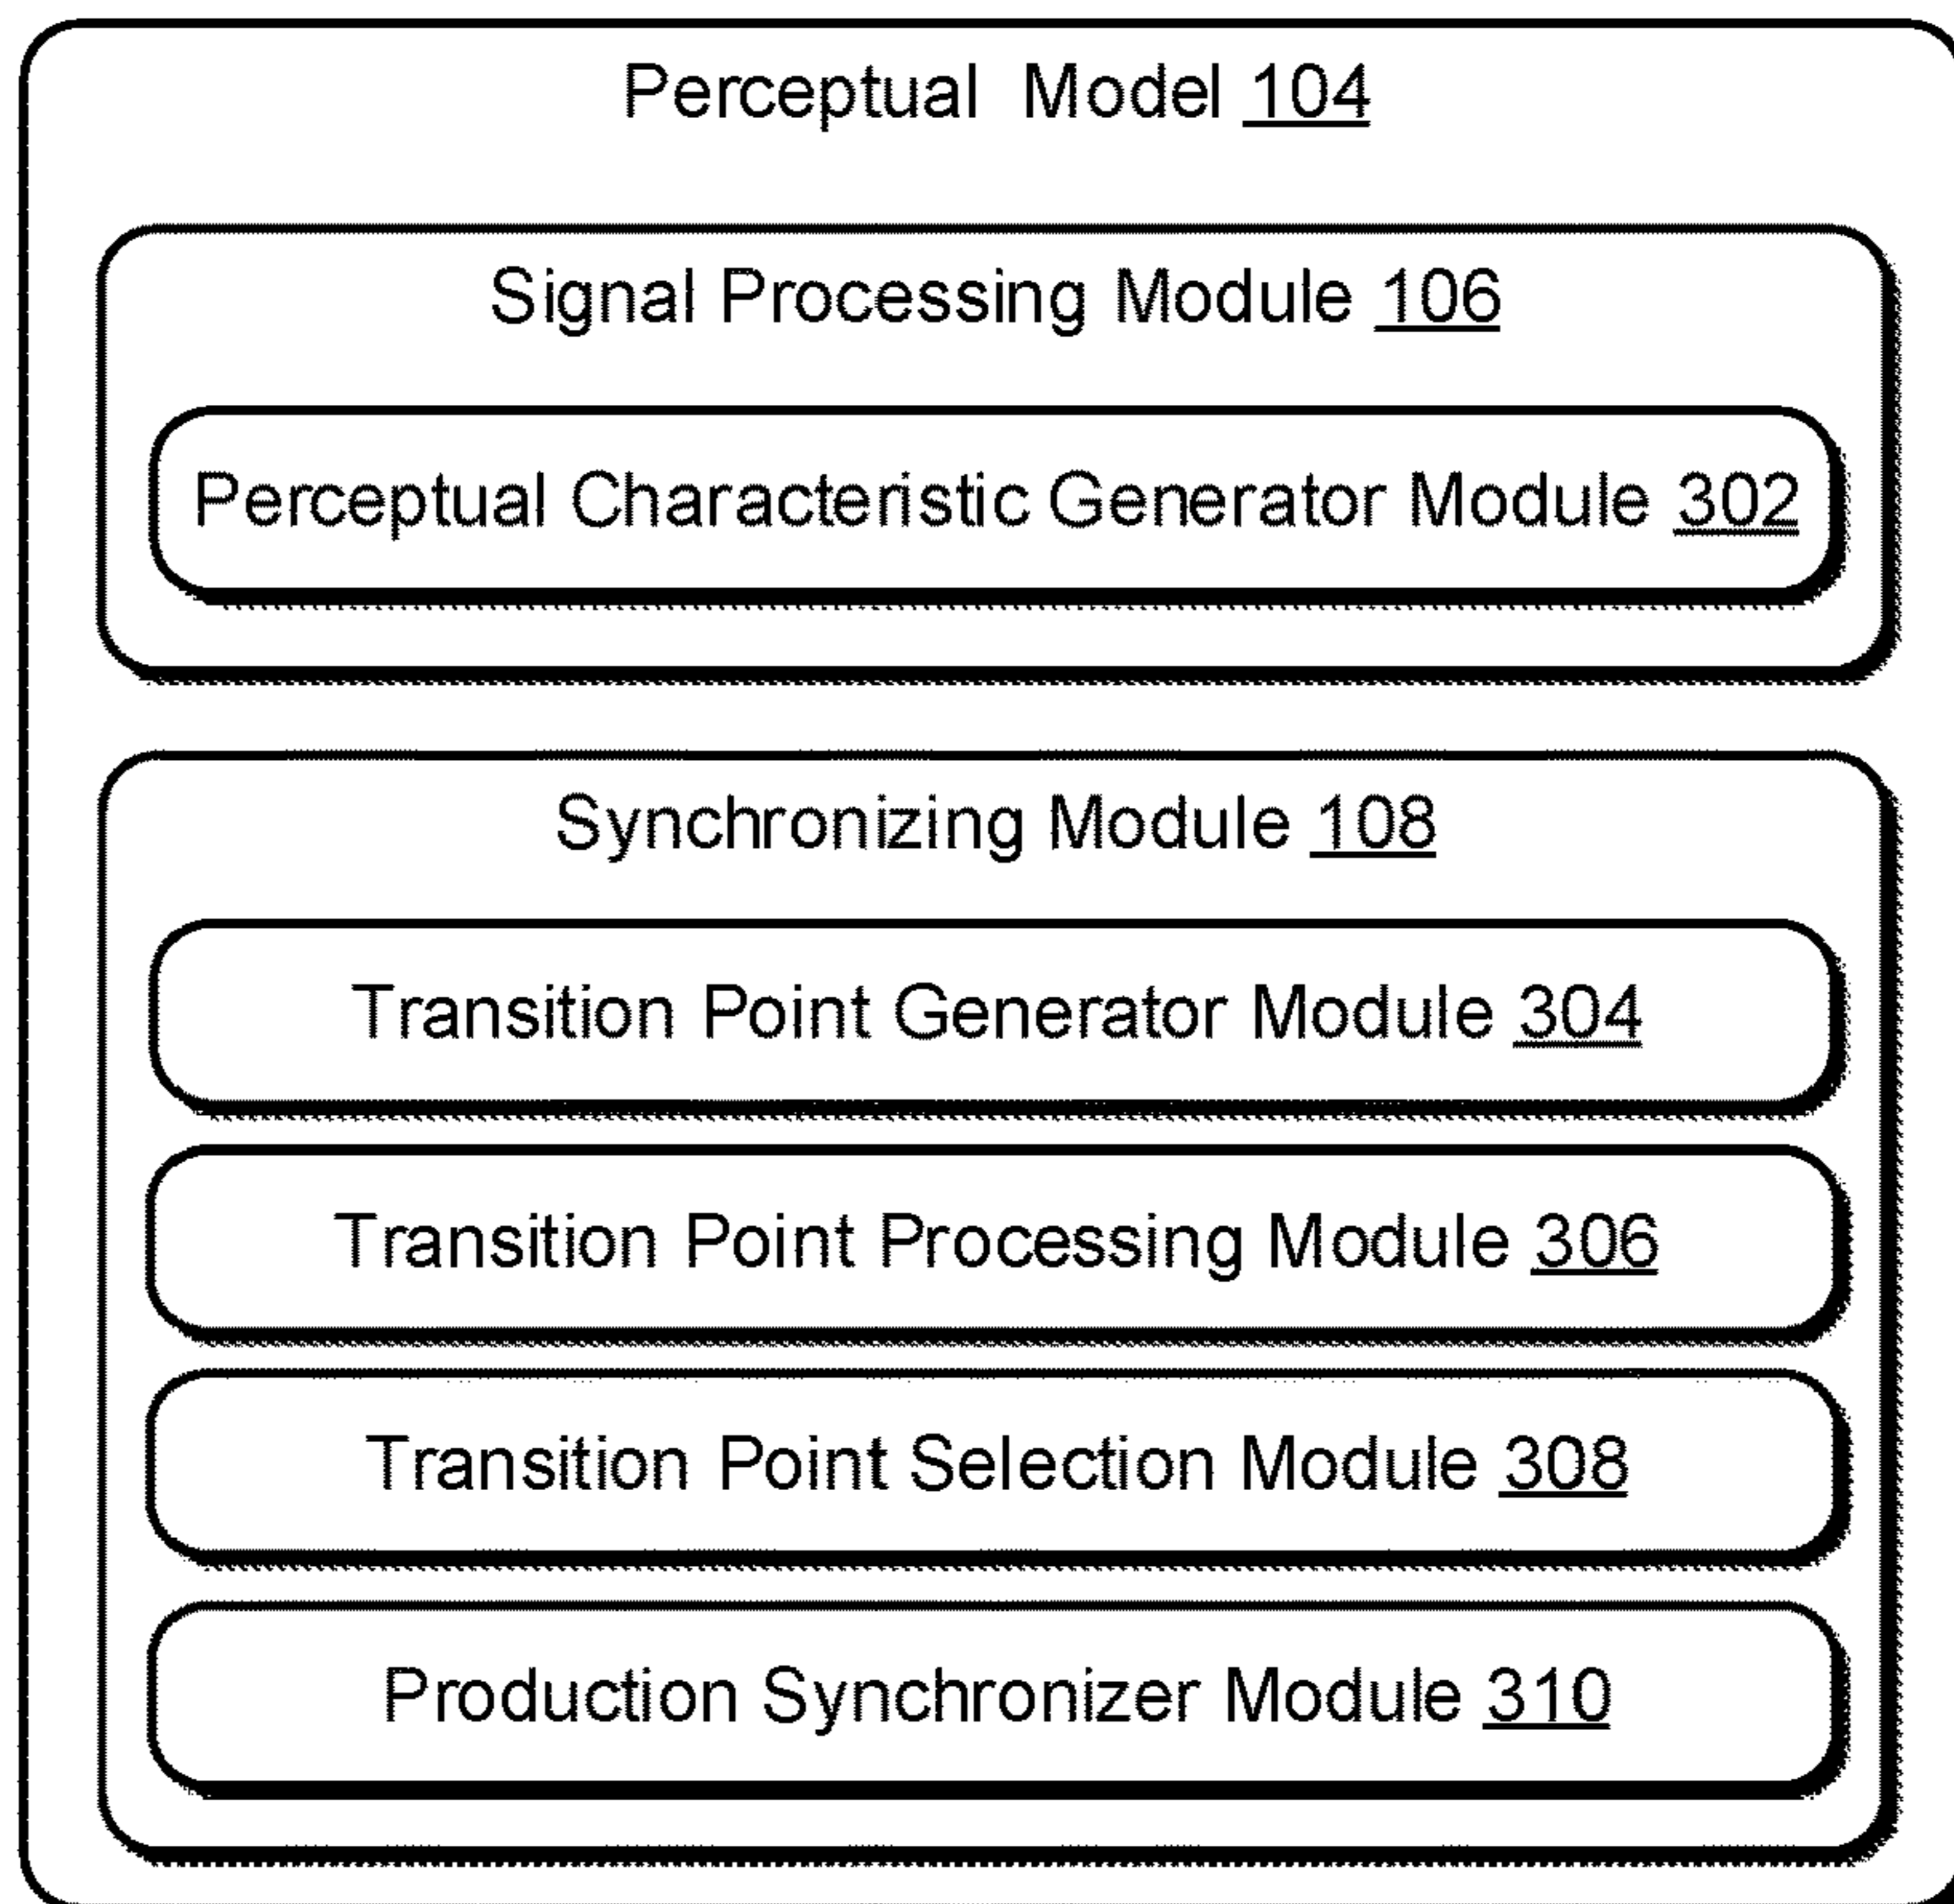 Perceptual Model 104
Signal Processing Module 106
Perceptual Characteristic Generator Module 302
Synchronizing Module 108
Transition Point Generator Module 304
Transition Point Processing Module 306
Transition Point Selection Module 308
Production Synchronizer Module 310